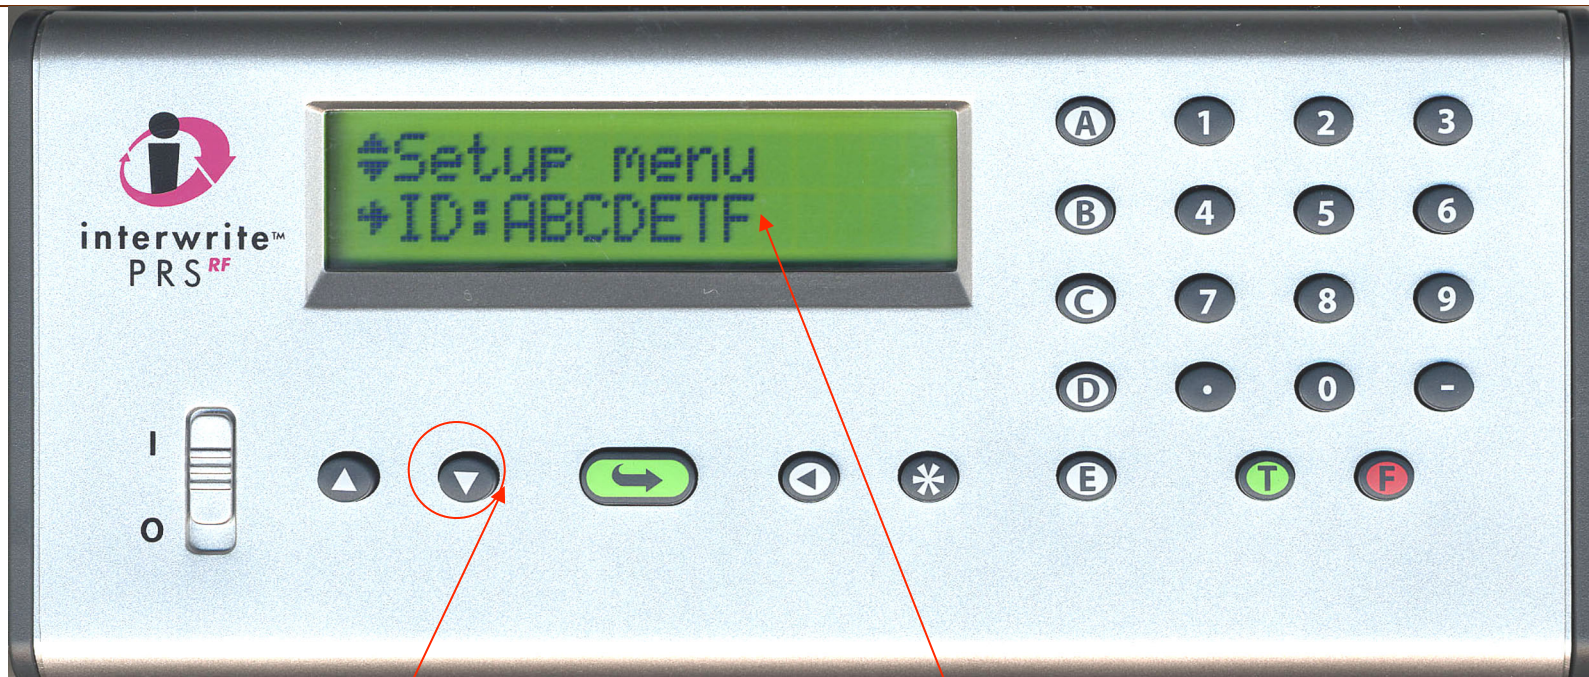 Setup menu
ID:ABCDETF
interwrite™
PRS RF
I
O
A 1 2 3
B 4 5 6
C 7 8 9
D . 0 -
* E T F